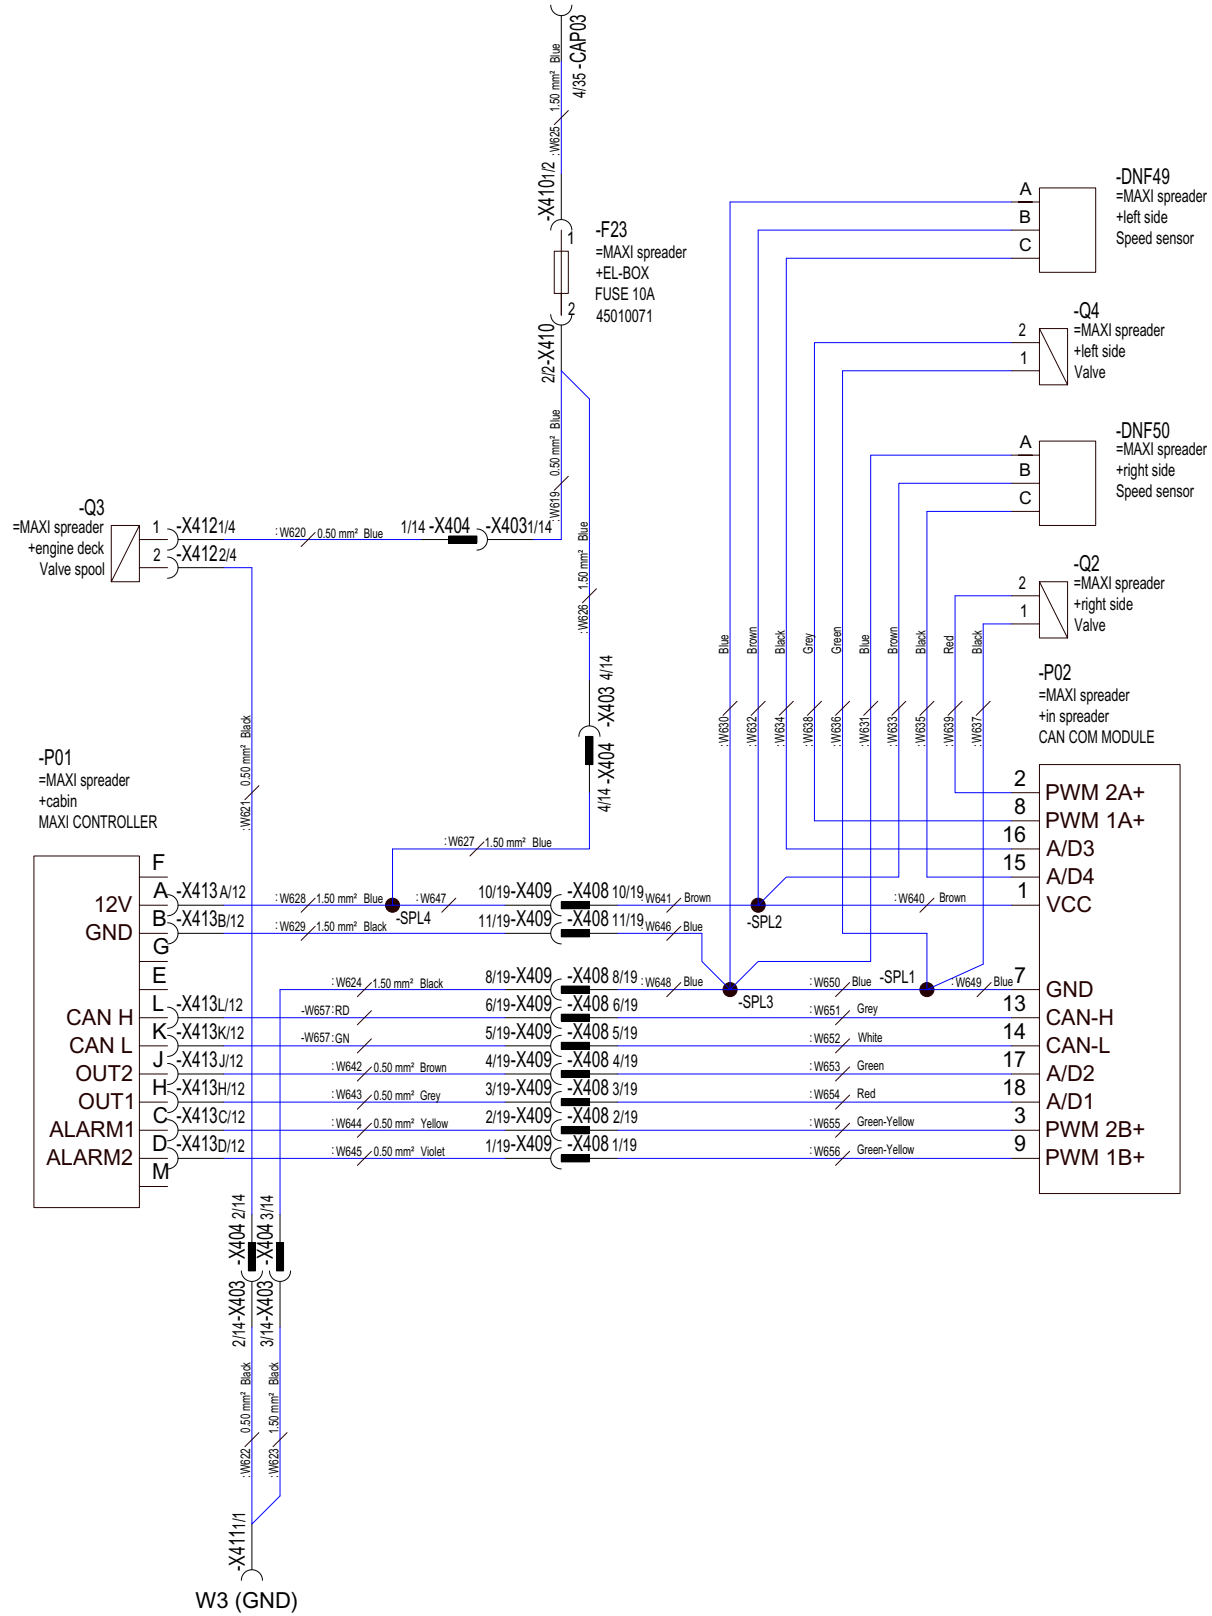 4/35 -CAP03
:W625 1.50 mm² Blue
-X410 1/2
1
-F23
=MAXI spreader
+EL-BOX
FUSE 10A
45010071
2
2/2-X410
:W619 0.50 mm² Blue
:W626 1.50 mm² Blue
-DNF49
=MAXI spreader
+left side
Speed sensor
A
B
C
-Q4
=MAXI spreader
+left side
Valve
2
1
-DNF50
=MAXI spreader
+right side
Speed sensor
A
B
C
-Q2
=MAXI spreader
+right side
Valve
2
1
-Q3
=MAXI spreader
+engine deck
Valve spool
1 -X412 1/4
2 -X412 2/4
:W620 0.50 mm² Blue
1/14 -X404 -X403 1/14
-X403 4/14
4/14 -X404
:W621 0.50 mm² Black
:W627 1.50 mm² Blue
:W630 Blue
:W632 Brown
:W634 Black
:W638 Grey
:W636 Green
:W631 Blue
:W633 Brown
:W635 Black
:W639 Red
:W637 Black
-P02
=MAXI spreader
+in spreader
CAN COM MODULE
2 PWM 2A+
8 PWM 1A+
16 A/D3
15 A/D4
1 VCC
7 GND
13 CAN-H
14 CAN-L
17 A/D2
18 A/D1
3 PWM 2B+
9 PWM 1B+
-P01
=MAXI spreader
+cabin
MAXI CONTROLLER
F
12V A -X413 A/12 :W628 1.50 mm² Blue -SPL4 :W647 10/19-X409 -X408 10/19 :W641 Brown -SPL2 :W640 Brown
GND B -X413 B/12 :W629 1.50 mm² Black 11/19-X409 -X408 11/19 :W646 Blue
G
E
:W624 1.50 mm² Black 8/19-X409 -X408 8/19 :W648 Blue -SPL3 :W650 Blue -SPL1 :W649 Blue
CAN H L -X413 L/12 -W657:RD 6/19-X409 -X408 6/19 :W651 Grey
CAN L K -X413 K/12 -W657:GN 5/19-X409 -X408 5/19 :W652 White
OUT2 J -X413 J/12 :W642 0.50 mm² Brown 4/19-X409 -X408 4/19 :W653 Green
OUT1 H -X413 H/12 :W643 0.50 mm² Grey 3/19-X409 -X408 3/19 :W654 Red
ALARM1 C -X413 C/12 :W644 0.50 mm² Yellow 2/19-X409 -X408 2/19 :W655 Green-Yellow
ALARM2 D -X413 D/12 :W645 0.50 mm² Violet 1/19-X409 -X408 1/19 :W656 Green-Yellow
M
-X404 2/14
-X404 3/14
2/14-X403
3/14-X403
:W622 0.50 mm² Black
:W623 1.50 mm² Black
-X411 1/1
W3 (GND)